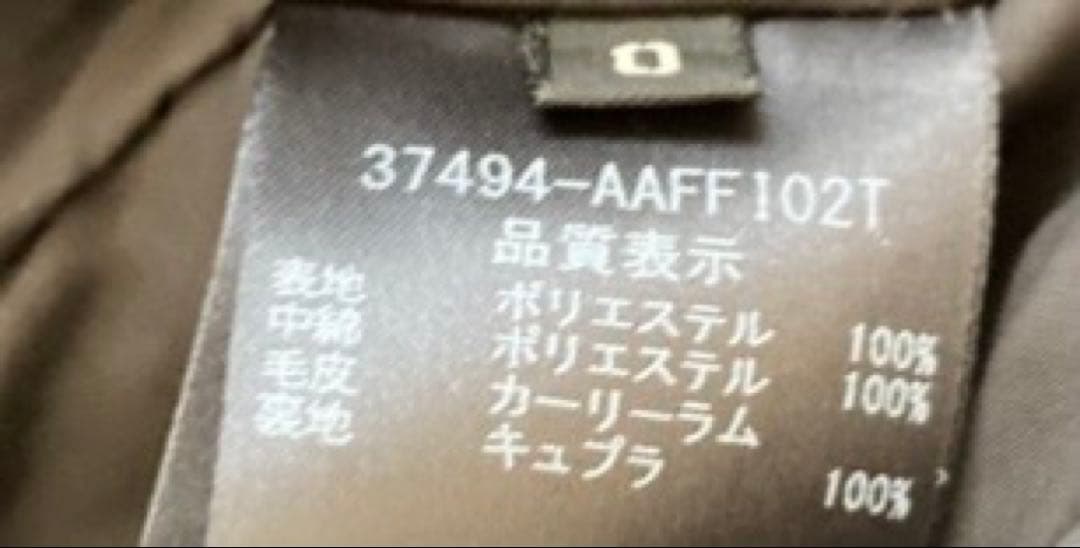 0
37494-AAFF102T
品質表示
表地 ポリエステル 100%
中綿 ポリエステル 100%
毛皮 カーリーラム
裏地 キュプラ 100%